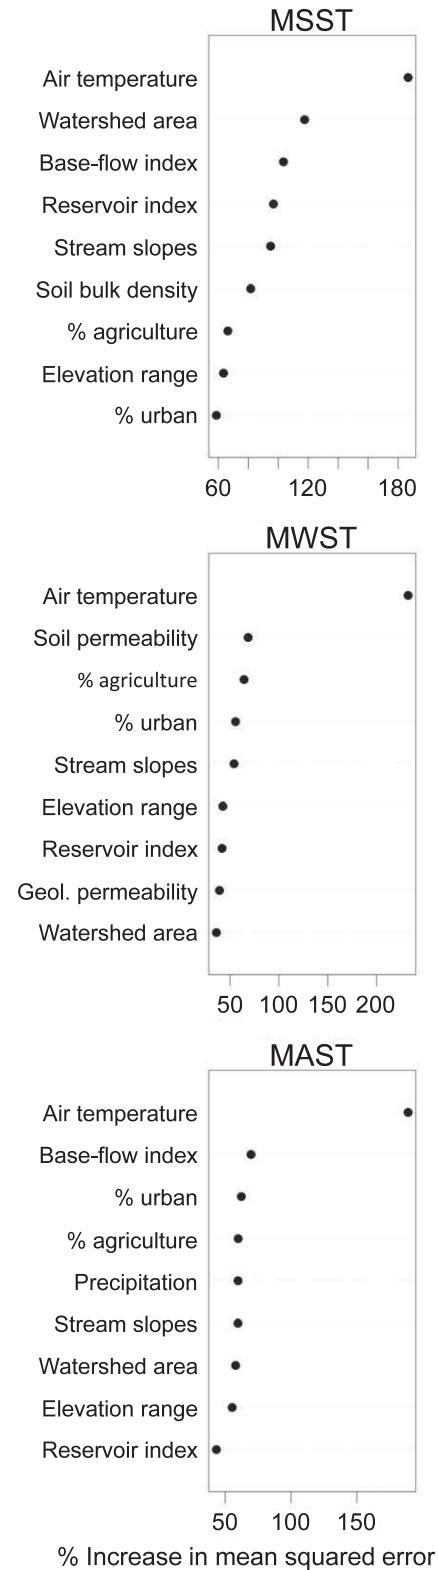 MSST
Air temperature
Watershed area
Base-flow index
Reservoir index
Stream slopes
Soil bulk density
% agriculture
Elevation range
% urban
60 120 180
MWST
Air temperature
Soil permeability
% agriculture
% urban
Stream slopes
Elevation range
Reservoir index
Geol. permeability
Watershed area
50 100 150 200
MAST
Air temperature
Base-flow index
% urban
% agriculture
Precipitation
Stream slopes
Watershed area
Elevation range
Reservoir index
50 100 150
% Increase in mean squared error